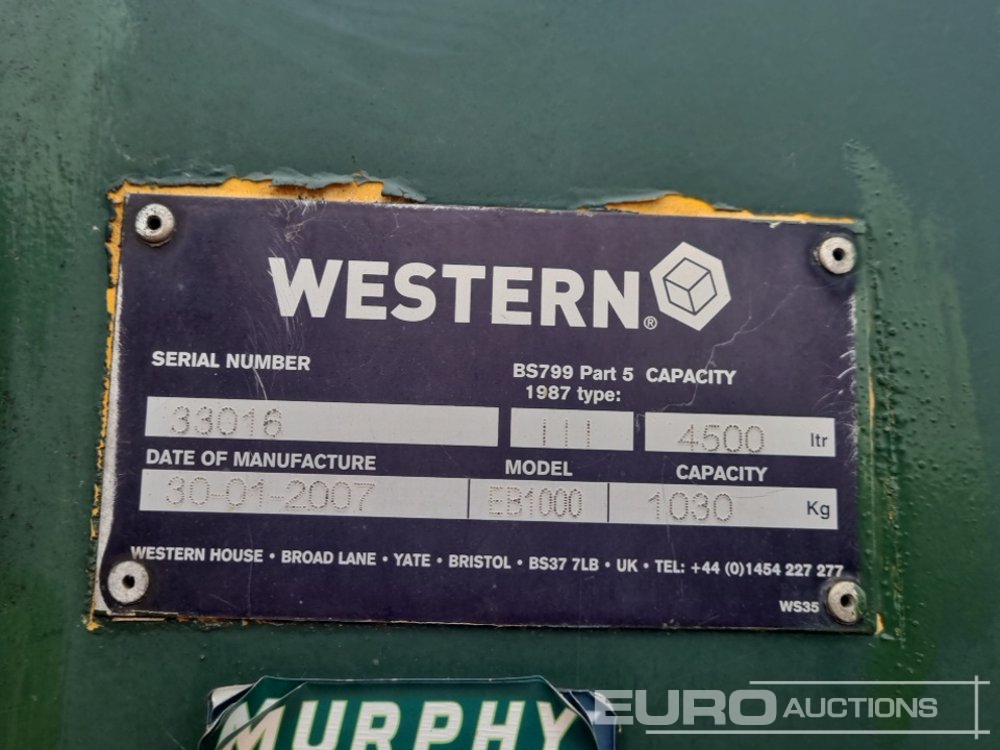 WESTERN®
SERIAL NUMBER
BS799 Part 5 CAPACITY
1987 type:
33016 III 4500 ltr
DATE OF MANUFACTURE MODEL CAPACITY
30-01-2007 EB1000 1030 Kg
WESTERN HOUSE • BROAD LANE • YATE • BRISTOL • BS37 7LB • UK • TEL: +44 (0)1454 227 277
WS35
MURPHY
EURO AUCTIONS